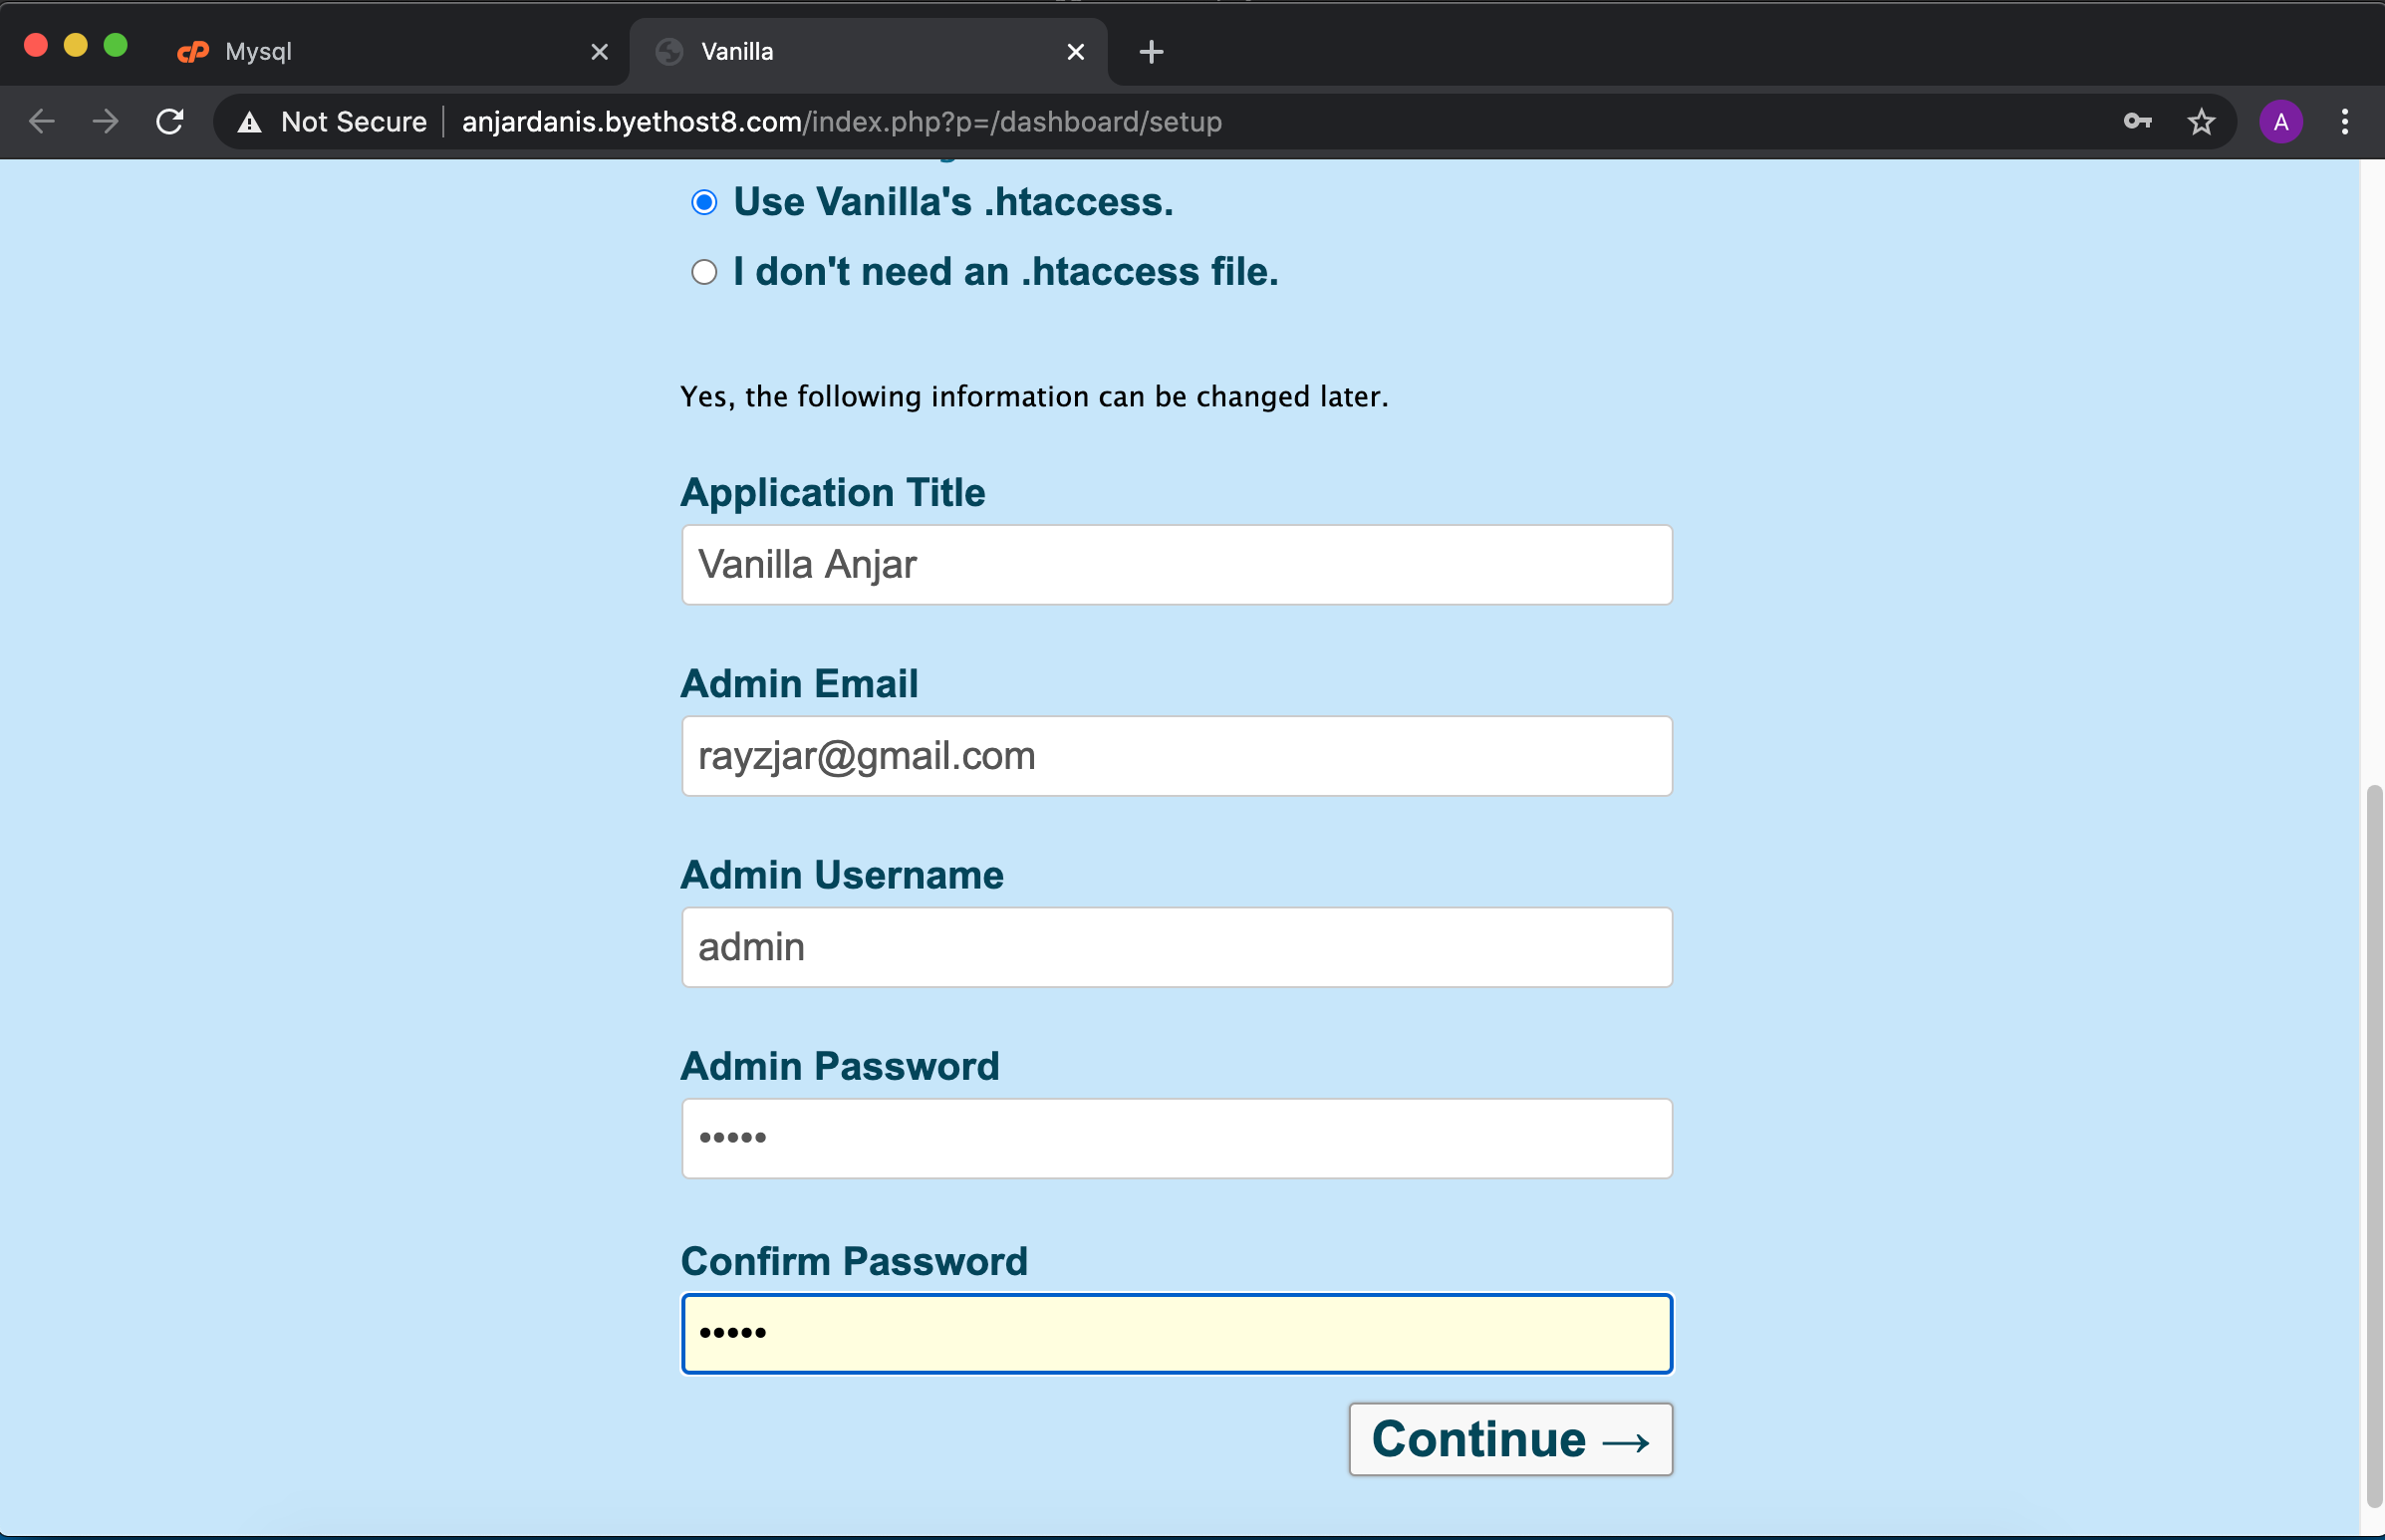 Mysql
Vanilla
Not Secure
anjardanis.byethost8.com/index.php?p=/dashboard/setup
A
Use Vanilla's .htaccess.
I don't need an .htaccess file.
Yes, the following information can be changed later.
Application Title
Vanilla Anjar
Admin Email
rayzjar@gmail.com
Admin Username
admin
Admin Password
•••••
Confirm Password
•••••
Continue →